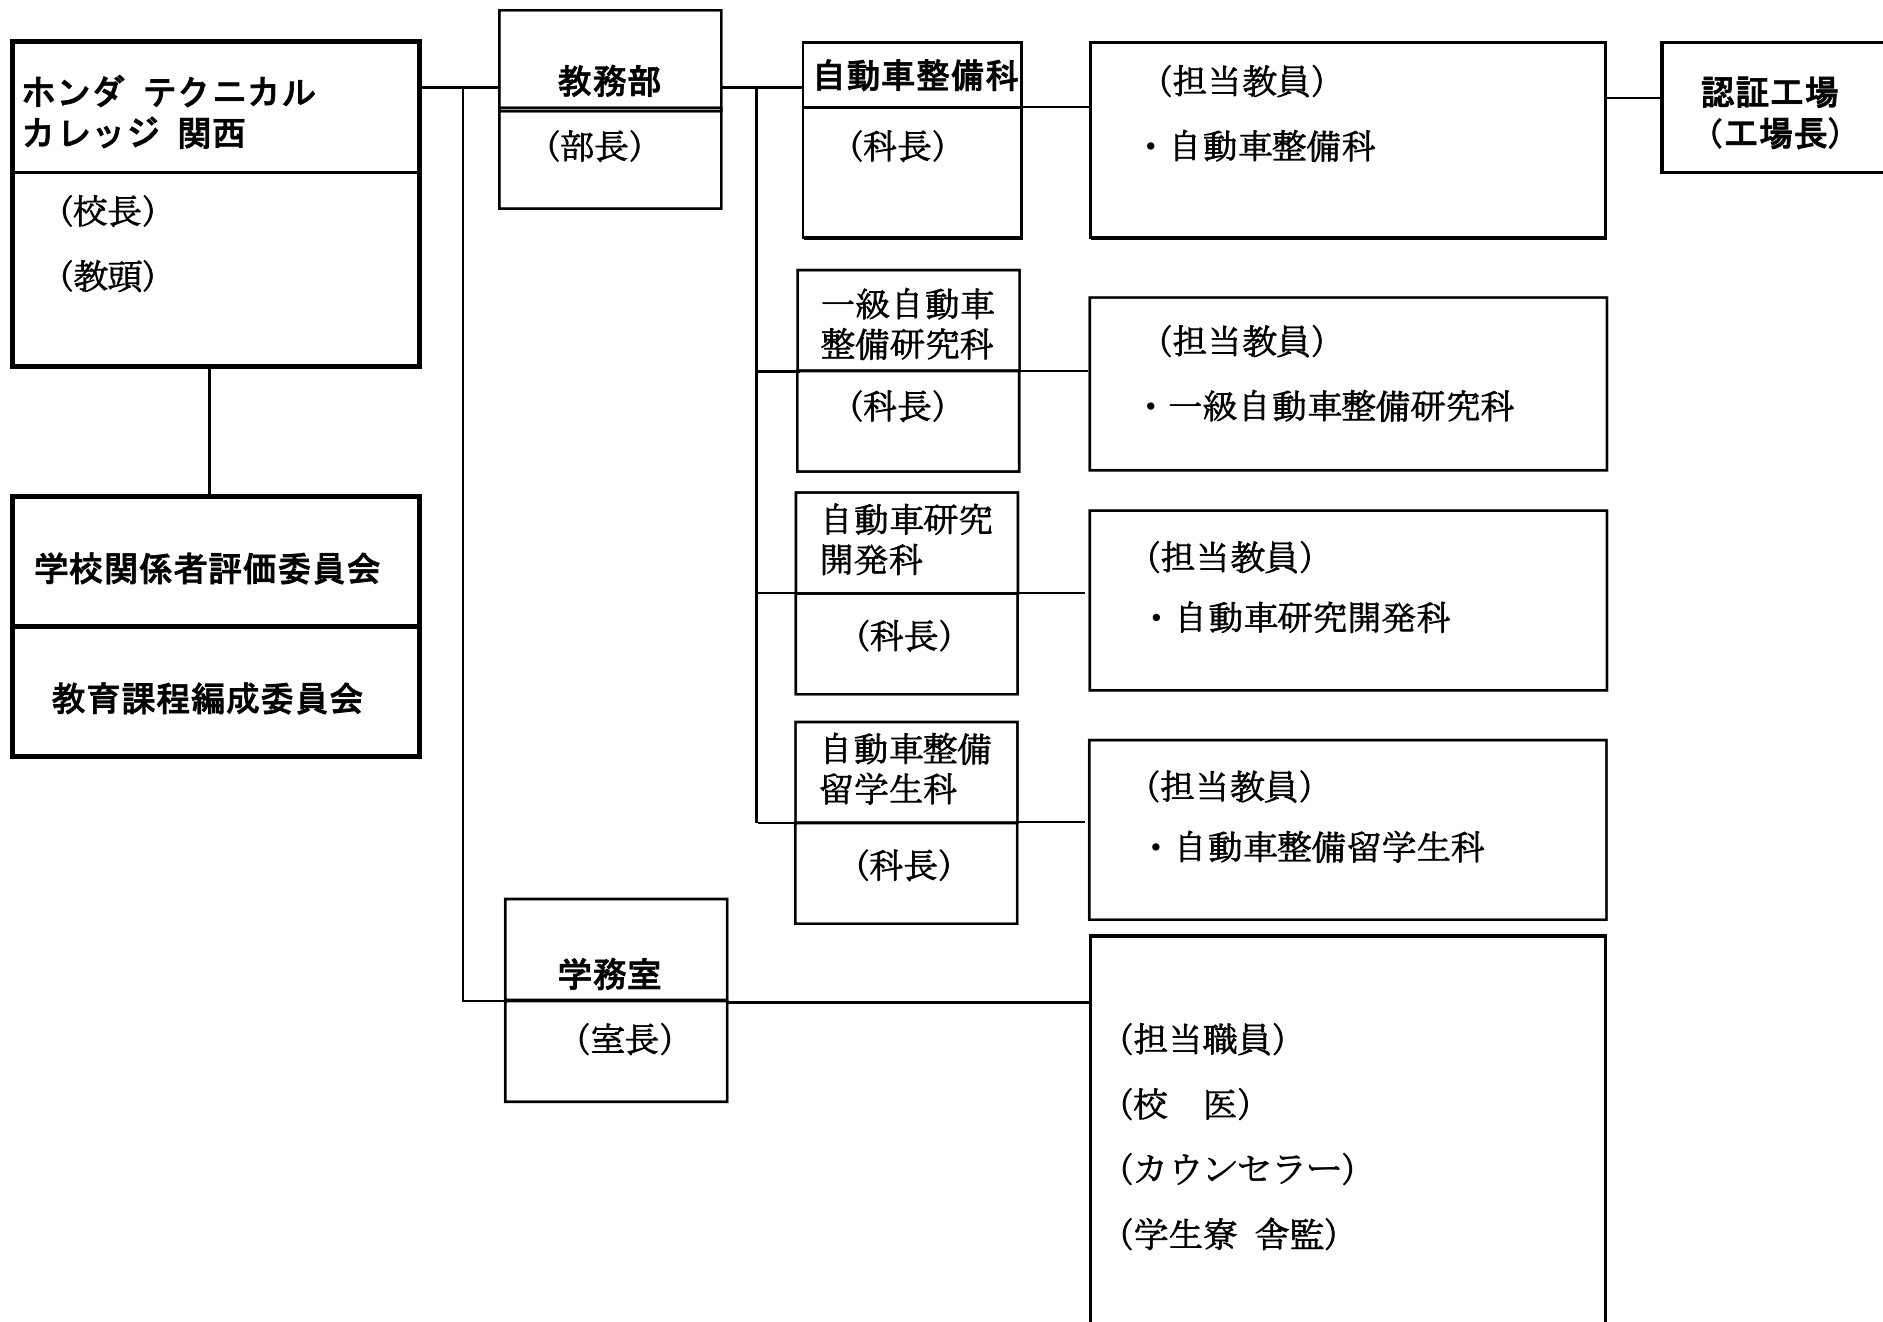 ホンダ テクニカル
カレッジ 関西
（校長）
（教頭）
学校関係者評価委員会
教育課程編成委員会
教務部
（部長）
自動車整備科
（科長）
（担当教員）
・自動車整備科
認証工場
（工場長）
一級自動車
整備研究科
（科長）
（担当教員）
・一級自動車整備研究科
自動車研究
開発科
（科長）
（担当教員）
・自動車研究開発科
自動車整備
留学生科
（科長）
（担当教員）
・自動車整備留学生科
学務室
（室長）
（担当職員）
（校　医）
（カウンセラー）
（学生寮 舎監）